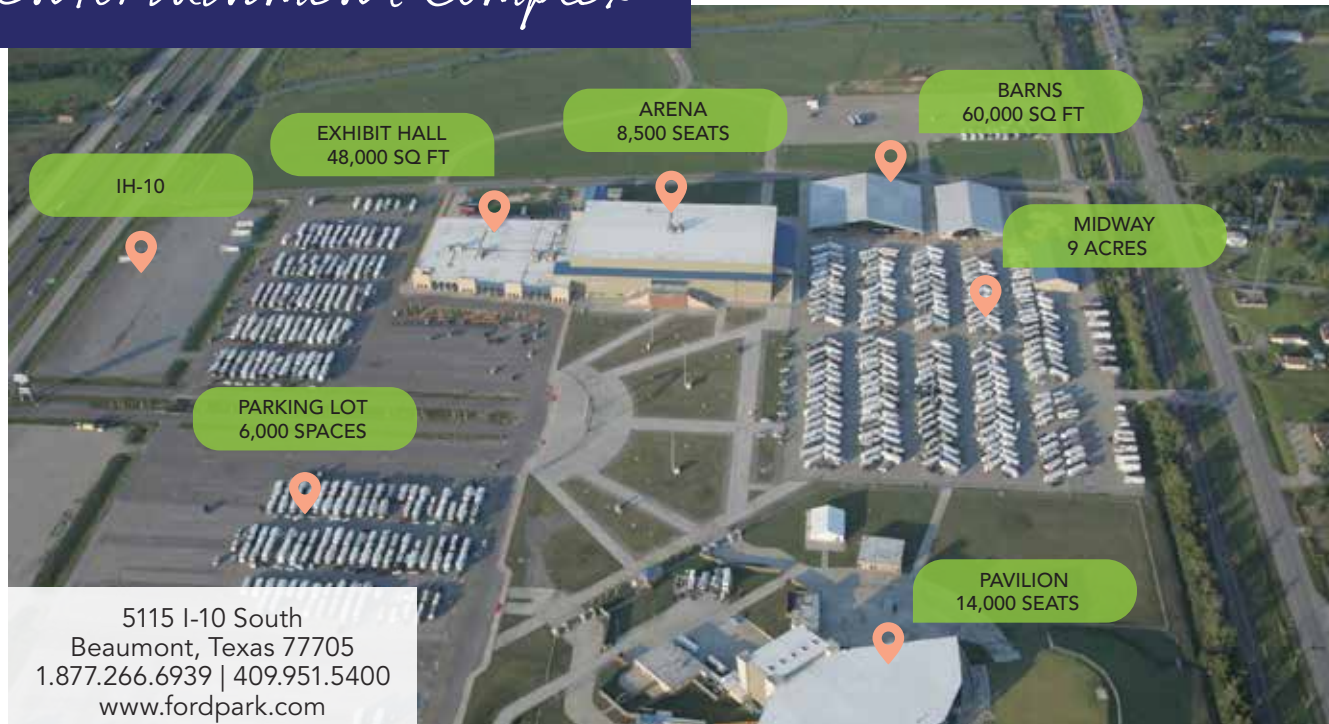 Entertainment Complex
IH-10
EXHIBIT HALL
48,000 SQ FT
ARENA
8,500 SEATS
BARNS
60,000 SQ FT
MIDWAY
9 ACRES
PARKING LOT
6,000 SPACES
PAVILION
14,000 SEATS
5115 I-10 South
Beaumont, Texas 77705
1.877.266.6939 | 409.951.5400
www.fordpark.com